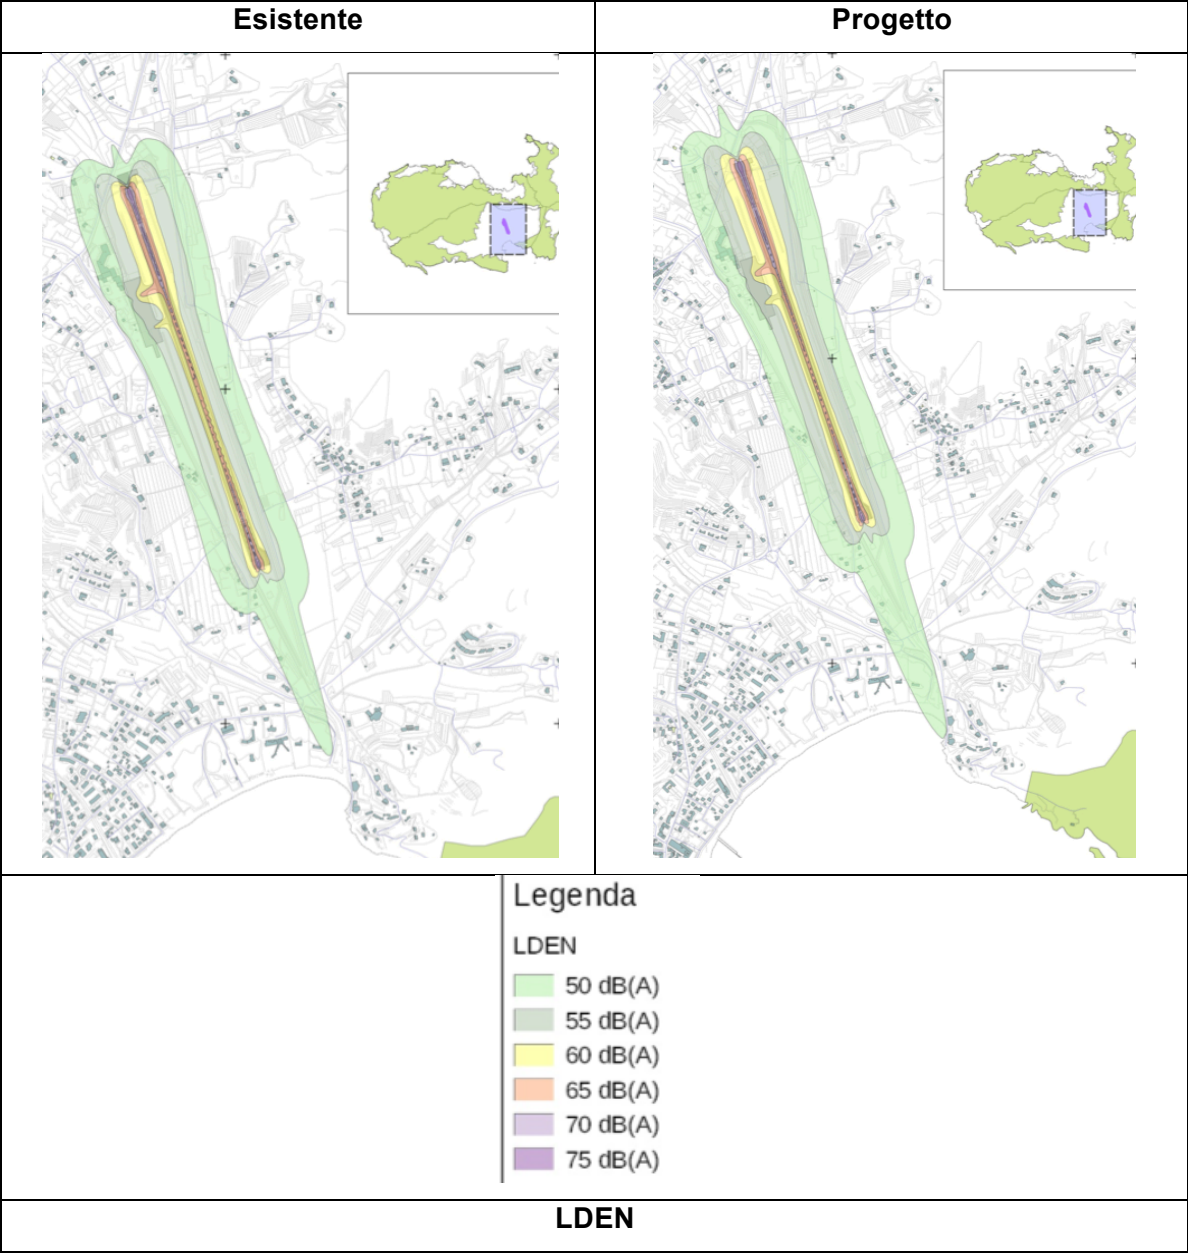 Esistente
Progetto
Legenda
LDEN
50 dB(A)
55 dB(A)
60 dB(A)
65 dB(A)
70 dB(A)
75 dB(A)
LDEN